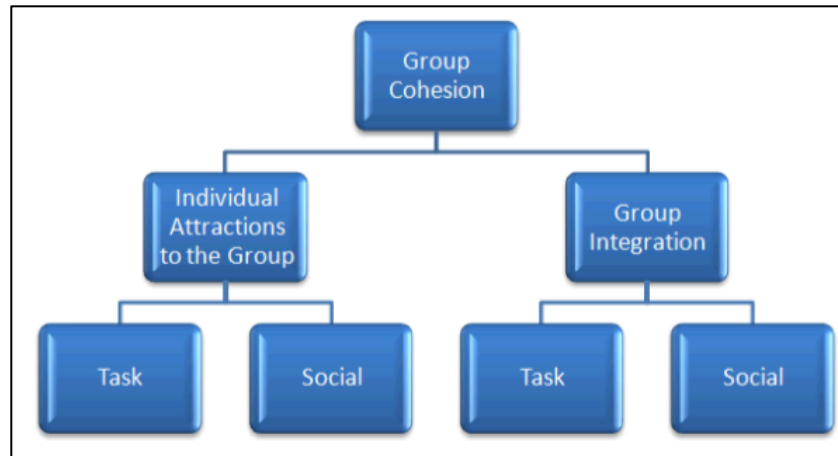 Group
Cohesion
Individual
Attractions
to the Group
Group
Integration
Task
Social
Task
Social